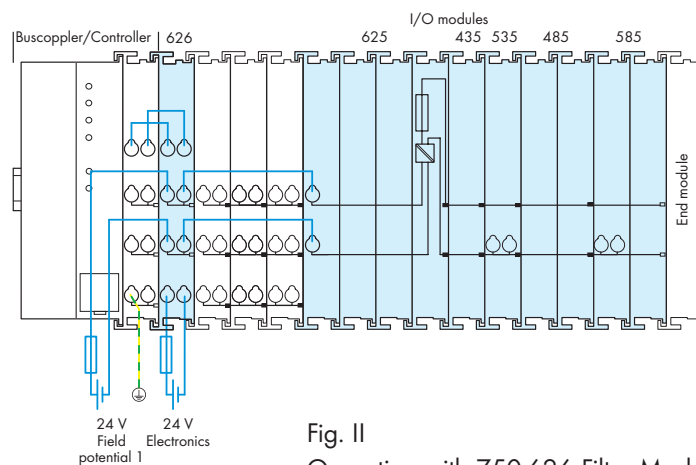 I/O modules
Buscoppler/Controller 626 625 435 535 485 585
End module
24 V 24 V
Field Electronics
potential 1
Fig. II